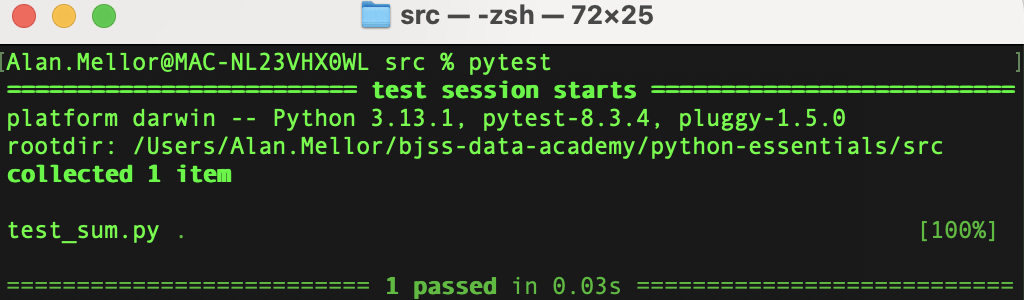 src — -zsh — 72×25
[Alan.Mellor@MAC-NL23VHX0WL src % pytest ]
========================= test session starts ==========================
platform darwin -- Python 3.13.1, pytest-8.3.4, pluggy-1.5.0
rootdir: /Users/Alan.Mellor/bjss-data-academy/python-essentials/src
collected 1 item
test_sum.py . [100%]
========================== 1 passed in 0.03s ===========================